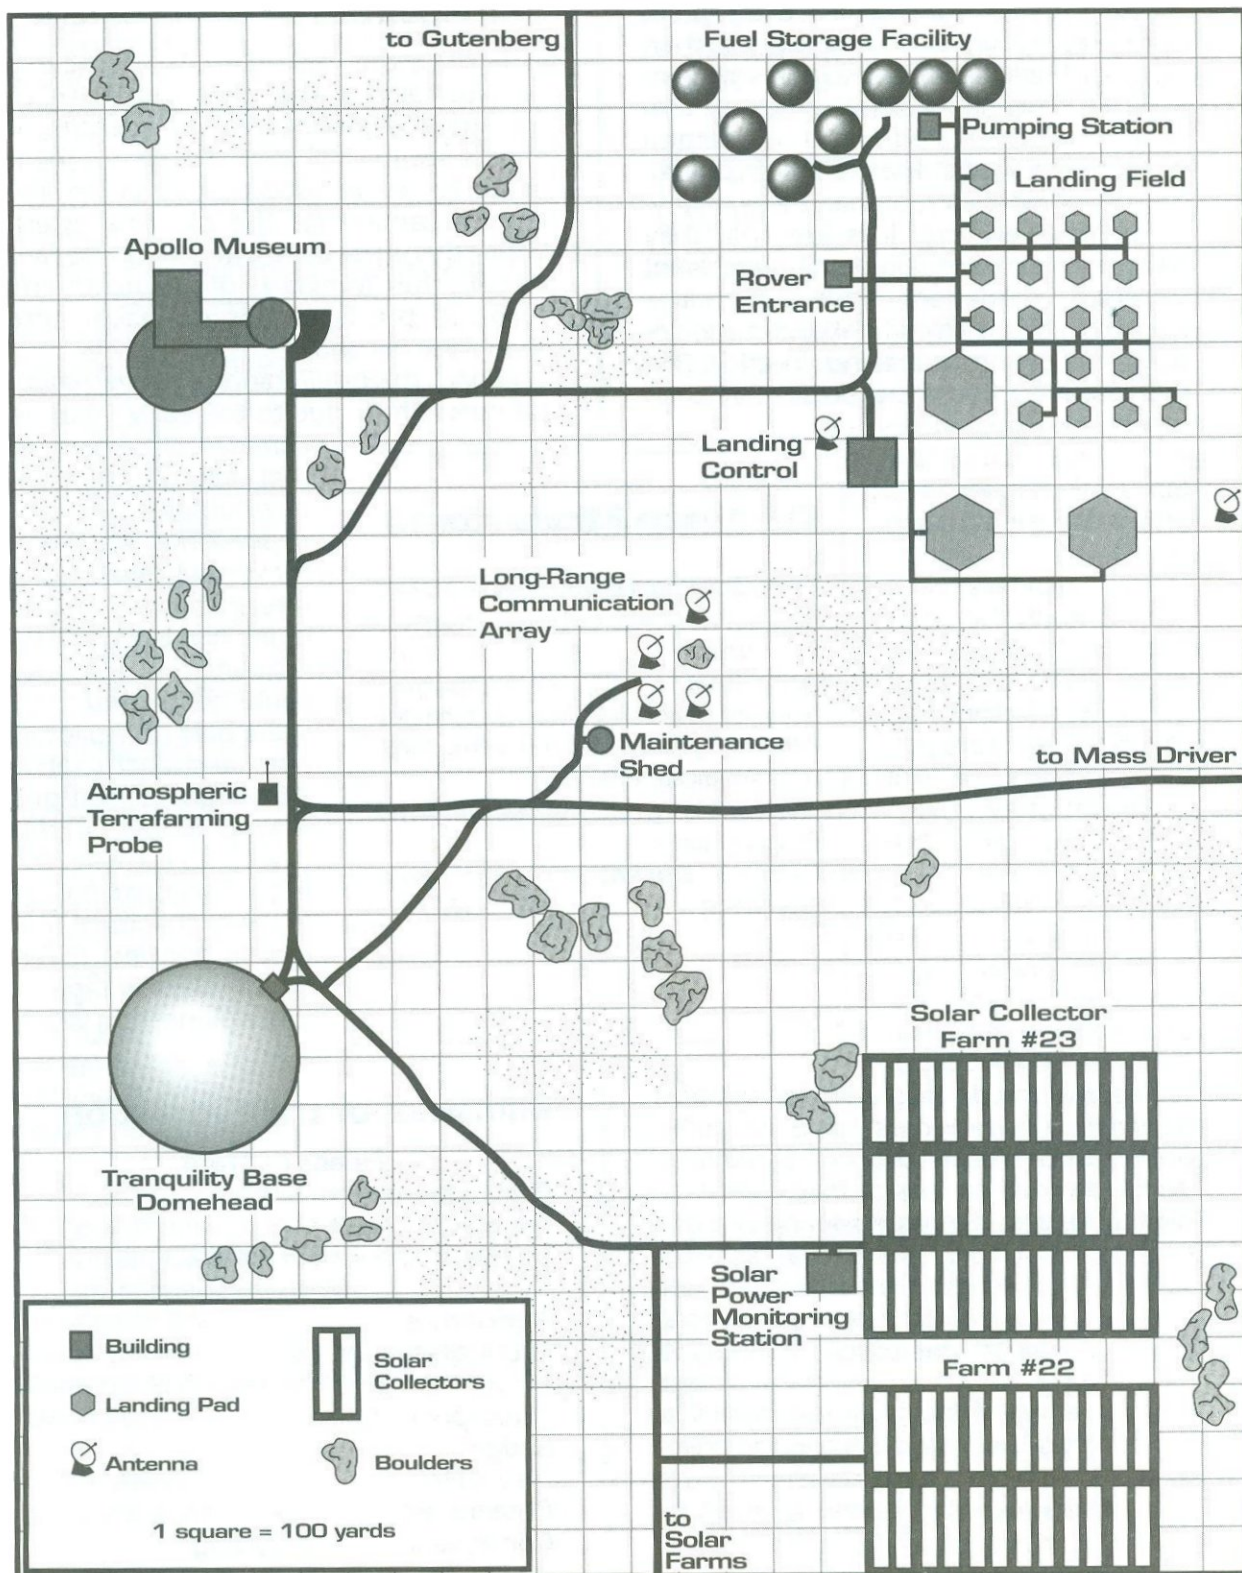 to Gutenberg
Fuel Storage Facility
Pumping Station
Landing Field
Apollo Museum
Rover
Entrance
Landing
Control
Long-Range
Communication
Array
Maintenance
Shed
to Mass Driver
Atmospheric
Terrafarming
Probe
Solar Collector
Farm #23
Tranquility Base
Domehead
Solar
Power
Monitoring
Station
Farm #22
to
Solar
Farms
Building
Landing Pad
Antenna
Solar
Collectors
Boulders
1 square = 100 yards